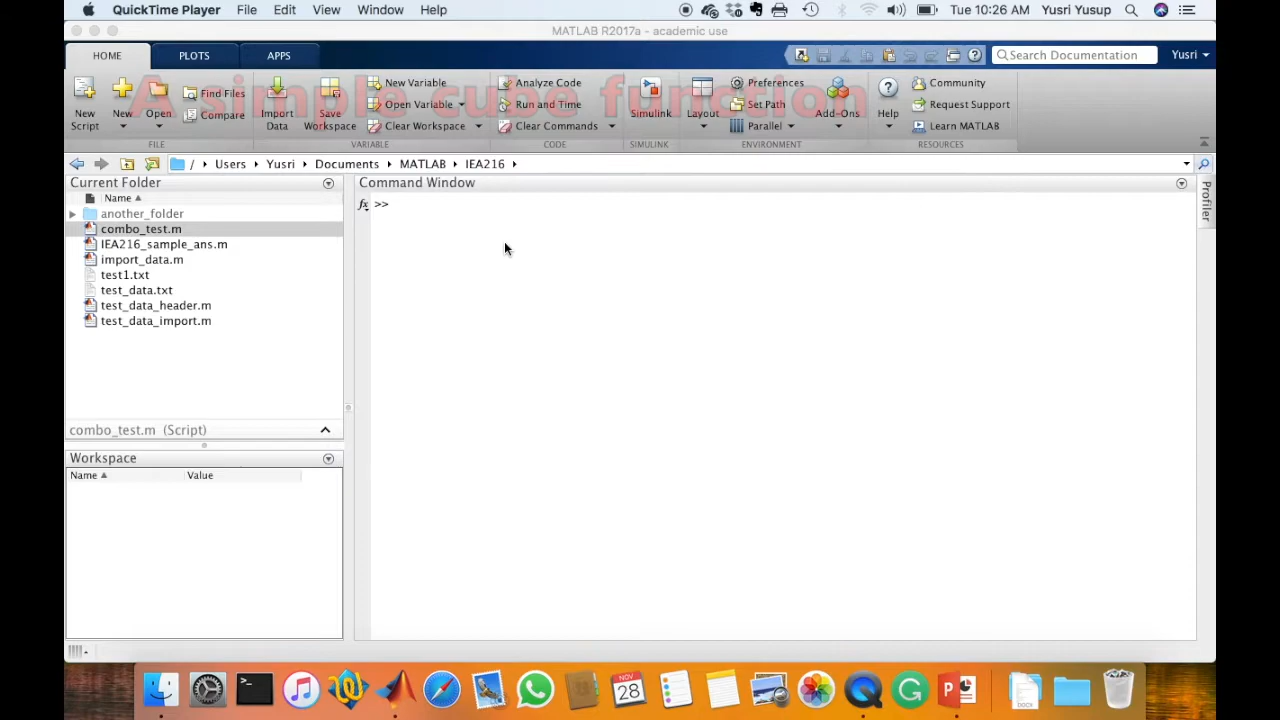 QuickTime Player File Edit View Window Help Tue 10:26 AM Yusri Yusup
MATLAB R2017a - academic use
HOME PLOTS APPS Search Documentation Yusri
A simple cube function
New Script
New
Open
Find Files
Compare
Import Data
Save Workspace
New Variable
Open Variable
Clear Workspace
Analyze Code
Run and Time
Clear Commands
Simulink
Layout
Preferences
Set Path
Parallel
Add-Ons
Help
Community
Request Support
Learn MATLAB
FILE VARIABLE CODE SIMULINK ENVIRONMENT RESOURCES
/ Users Yusri Documents MATLAB IEA216
Current Folder
Name
another_folder
combo_test.m
IEA216_sample_ans.m
import_data.m
test1.txt
test_data.txt
test_data_header.m
test_data_import.m
combo_test.m (Script)
Workspace
Name Value
Command Window
fx >>
Profiler
NOV
28
DOCX